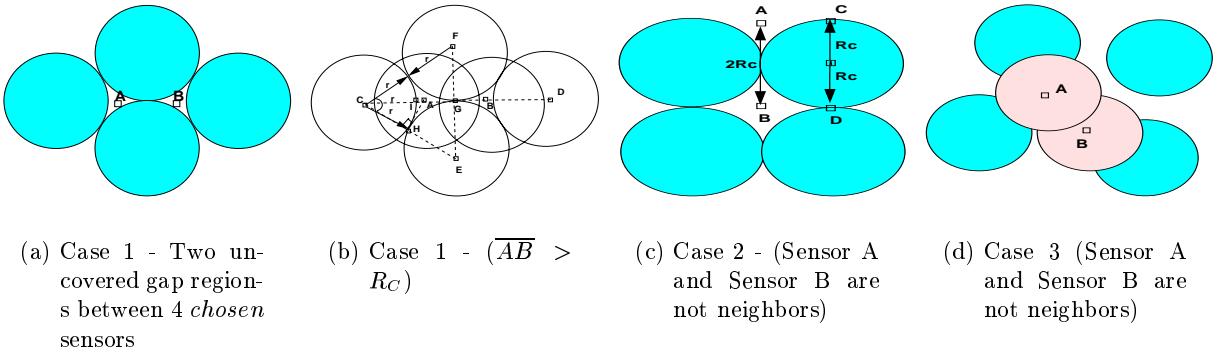 A
B
F
r
r
C
r
I
A
G
B
D
r
H
E
A
C
Rc
2Rc
Rc
B
D
A
B
(a) Case 1 - Two un-
covered gap region-
s between 4 chosen
sensors
(b) Case 1 - (AB >
R_C)
(c) Case 2 - (Sensor A
and Sensor B are
not neighbors)
(d) Case 3 (Sensor A
and Sensor B are
not neighbors)